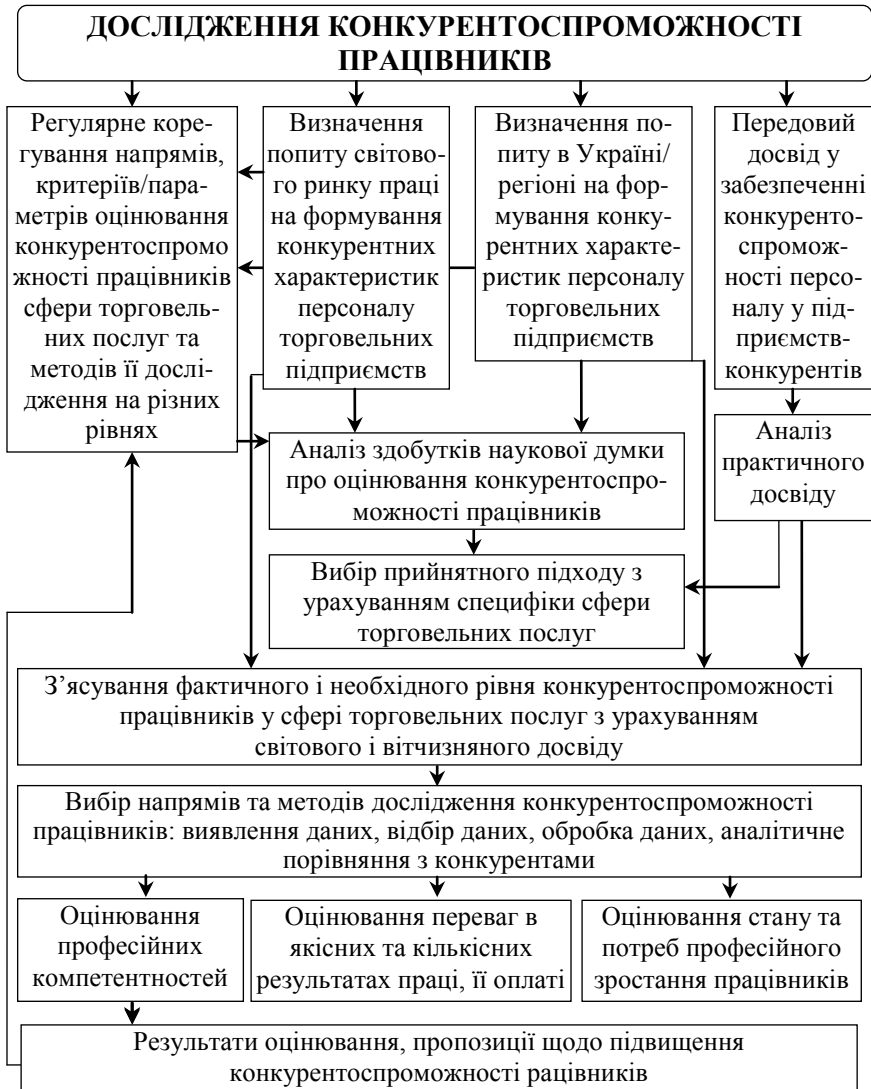 ДОСЛІДЖЕННЯ КОНКУРЕНТОСПРОМОЖНОСТІ
ПРАЦІВНИКІВ
Регулярне коре-
гування напрямів,
критеріїв/пара-
метрів оцінювання
конкурентоспромо
жності працівників
сфери торговель-
них послуг та
методів її дослі-
дження на різних
рівнях
Визначення
попиту світово-
го ринку праці
на формування
конкурентних
характеристик
персоналу
торговельних
підприємств
Визначення по-
питу в Україні/
регіоні на фор-
мування конку-
рентних характе-
ристик персоналу
торговельних
підприємств
Передовий
досвід у
забезпеченні
конкуренто-
спромож-
ності персо-
налу у під-
приємств-
конкурентів
Аналіз здобутків наукової думки
про оцінювання конкурентоспро-
можності працівників
Аналіз
практичного
досвіду
Вибір прийнятного підходу з
урахуванням специфіки сфери
торговельних послуг
З’ясування фактичного і необхідного рівня конкурентоспроможності
працівників у сфері торговельних послуг з урахуванням
світового і вітчизняного досвіду
Вибір напрямів та методів дослідження конкурентоспроможності
працівників: виявлення даних, відбір даних, обробка даних, аналітичне
порівняння з конкурентами
Оцінювання
професійних
компетентностей
Оцінювання переваг в
якісних та кількісних
результатах праці, її оплаті
Оцінювання стану та
потреб професійного
зростання працівників
Результати оцінювання, пропозиції щодо підвищення
конкурентоспроможності рацівників